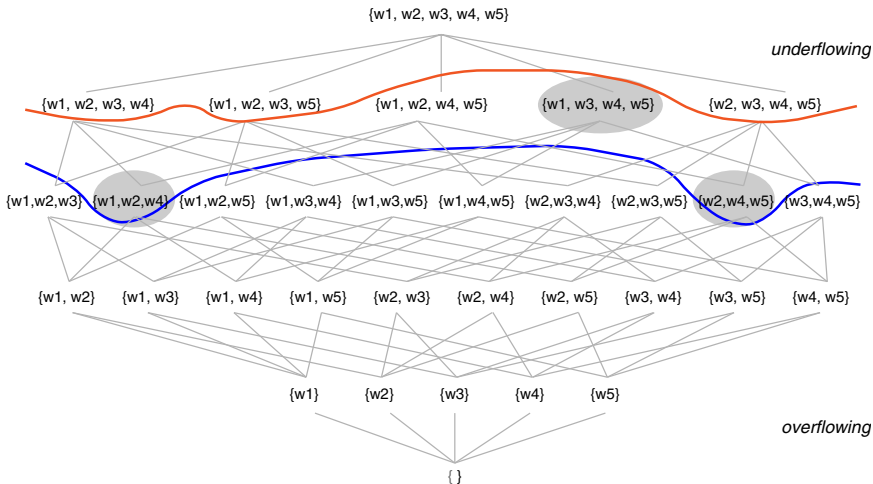 {w1, w2, w3, w4, w5}
underflowing
{w1, w2, w3, w4} {w1, w2, w3, w5} {w1, w2, w4, w5} {w1, w3, w4, w5} {w2, w3, w4, w5}
{w1,w2,w3} {w1,w2,w4} {w1,w2,w5} {w1,w3,w4} {w1,w3,w5} {w1,w4,w5} {w2,w3,w4} {w2,w3,w5} {w2,w4,w5} {w3,w4,w5}
{w1, w2} {w1, w3} {w1, w4} {w1, w5} {w2, w3} {w2, w4} {w2, w5} {w3, w4} {w3, w5} {w4, w5}
{w1} {w2} {w3} {w4} {w5}
overflowing
{ }